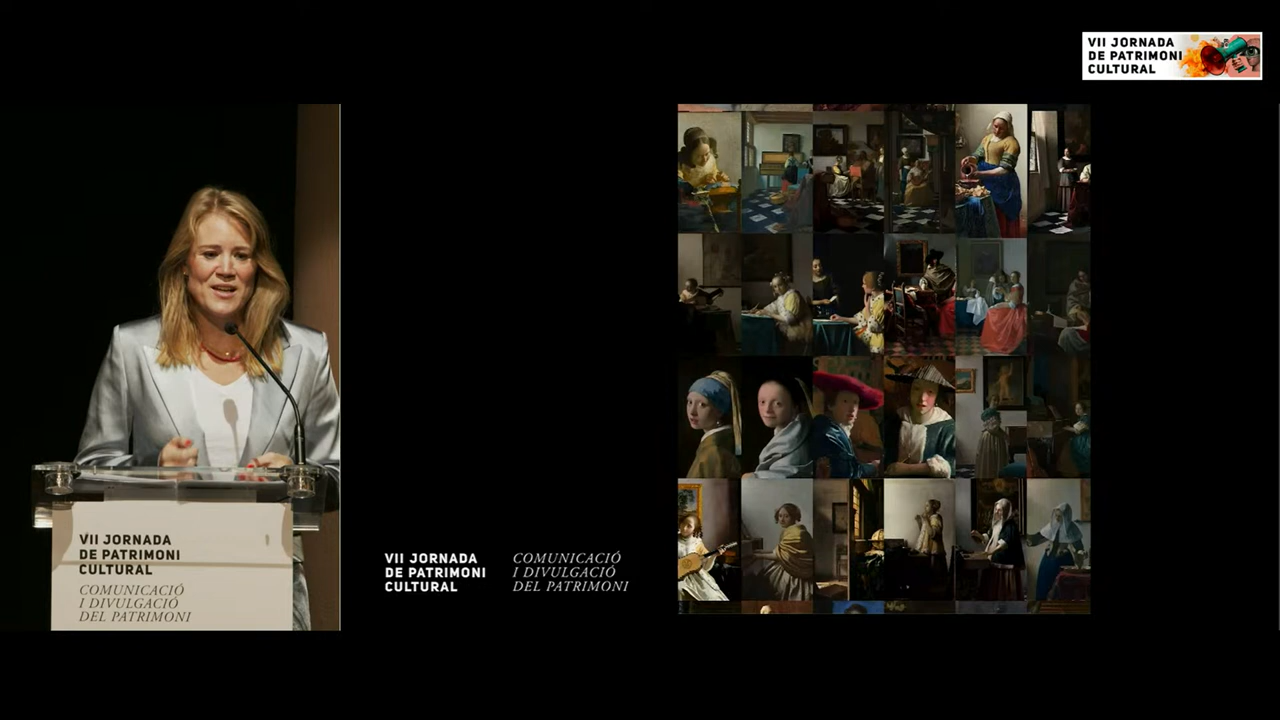 VII JORNADA
DE PATRIMONI
CULTURAL
VII JORNADA
DE PATRIMONI
CULTURAL
COMUNICACIÓ
I DIVULGACIÓ
DEL PATRIMONI
VII JORNADA
DE PATRIMONI
CULTURAL
COMUNICACIÓ
I DIVULGACIÓ
DEL PATRIMONI